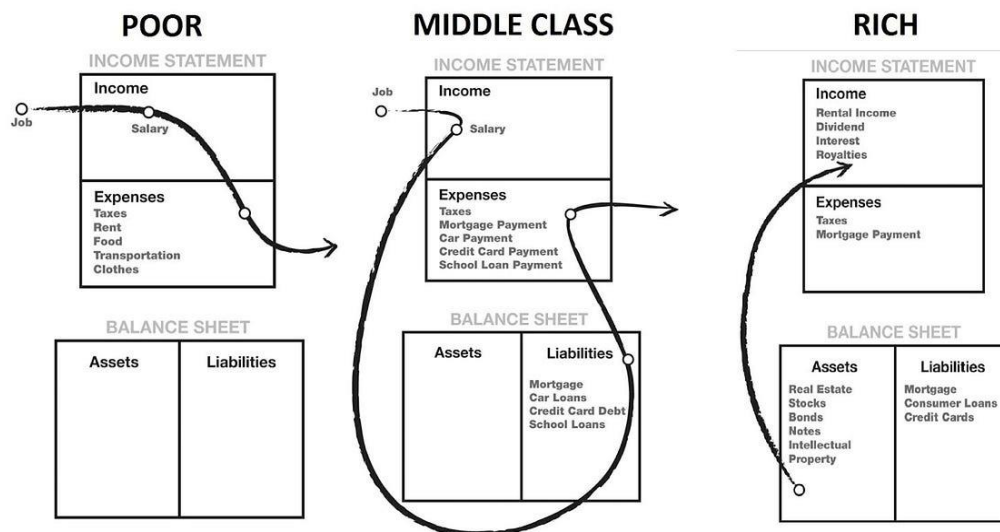 POOR
INCOME STATEMENT
Income
Job
Salary
Expenses
Taxes
Rent
Food
Transportation
Clothes
BALANCE SHEET
Assets
Liabilities
MIDDLE CLASS
INCOME STATEMENT
Income
Job
Salary
Expenses
Taxes
Mortgage Payment
Car Payment
Credit Card Payment
School Loan Payment
BALANCE SHEET
Assets
Liabilities
Mortgage
Car Loans
Credit Card Debt
School Loans
RICH
INCOME STATEMENT
Income
Rental Income
Dividend
Interest
Royalties
Expenses
Taxes
Mortgage Payment
BALANCE SHEET
Assets
Real Estate
Stocks
Bonds
Notes
Intellectual
Property
Liabilities
Mortgage
Consumer Loans
Credit Cards